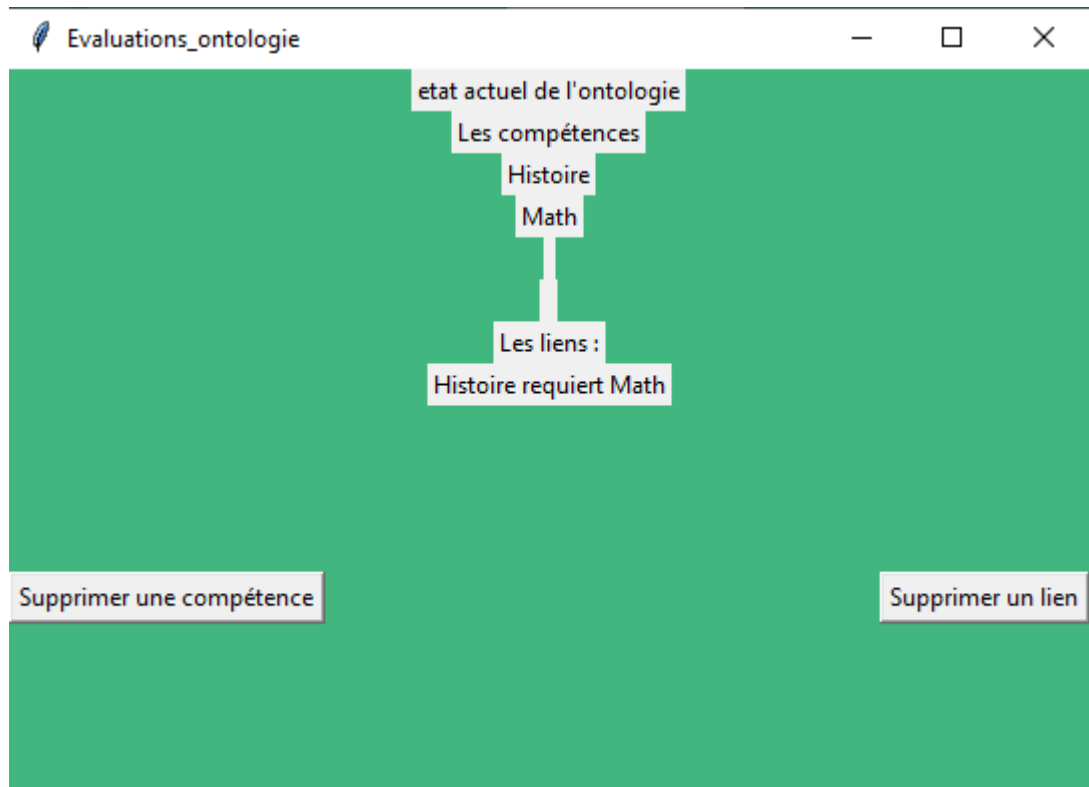 Evaluations_ontologie
etat actuel de l'ontologie
Les compétences
Histoire
Math
Les liens :
Histoire requiert Math
Supprimer une compétence
Supprimer un lien